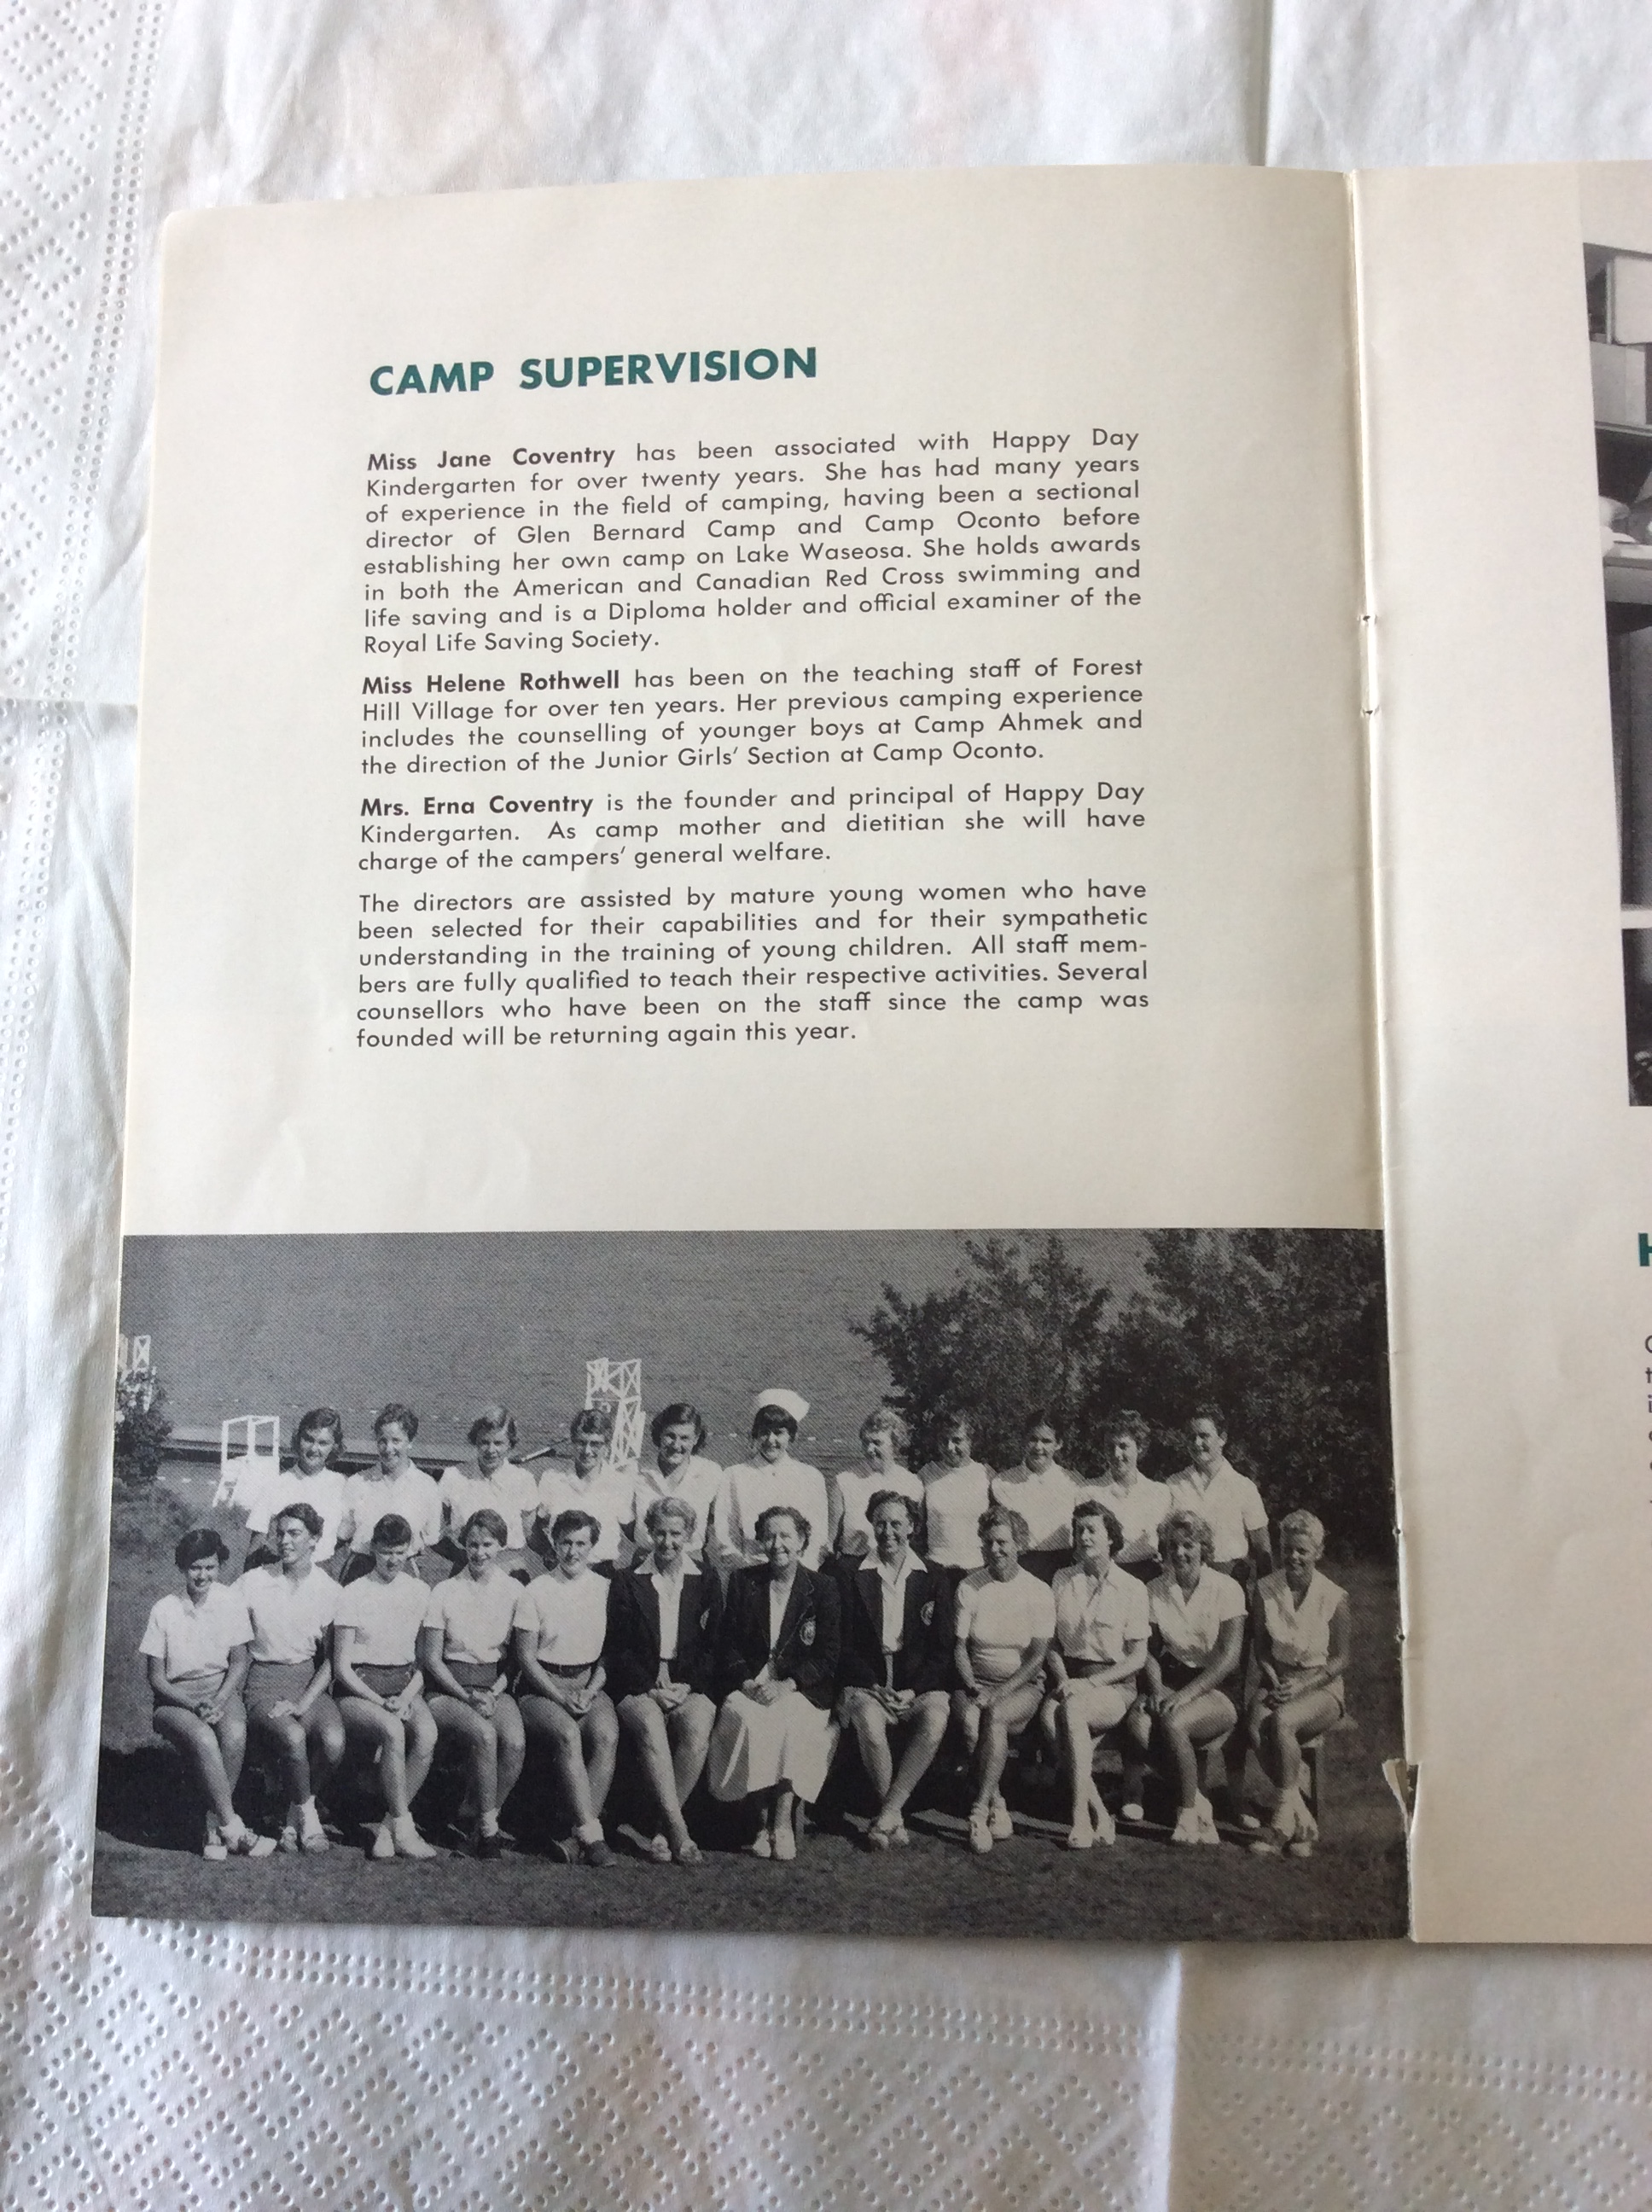 CAMP SUPERVISION
Miss Jane Coventry has been associated with Happy Day
Kindergarten for over twenty years. She has had many years
of experience in the field of camping, having been a sectional
director of Glen Bernard Camp and Camp Oconto before
establishing her own camp on Lake Waseosa. She holds awards
in both the American and Canadian Red Cross swimming and
life saving and is a Diploma holder and official examiner of the
Royal Life Saving Society.
Miss Helene Rothwell has been on the teaching staff of Forest
Hill Village for over ten years. Her previous camping experience
includes the counselling of younger boys at Camp Ahmek and
the direction of the Junior Girls' Section at Camp Oconto.
Mrs. Erna Coventry is the founder and principal of Happy Day
Kindergarten. As camp mother and dietitian she will have
charge of the campers' general welfare.
The directors are assisted by mature young women who have
been selected for their capabilities and for their sympathetic
understanding in the training of young children. All staff mem-
bers are fully qualified to teach their respective activities. Several
counsellors who have been on the staff since the camp was
founded will be returning again this year.